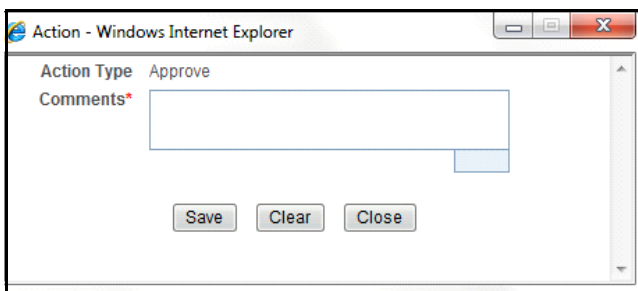 Action - Windows Internet Explorer
Action Type Approve
Comments*
Save Clear Close